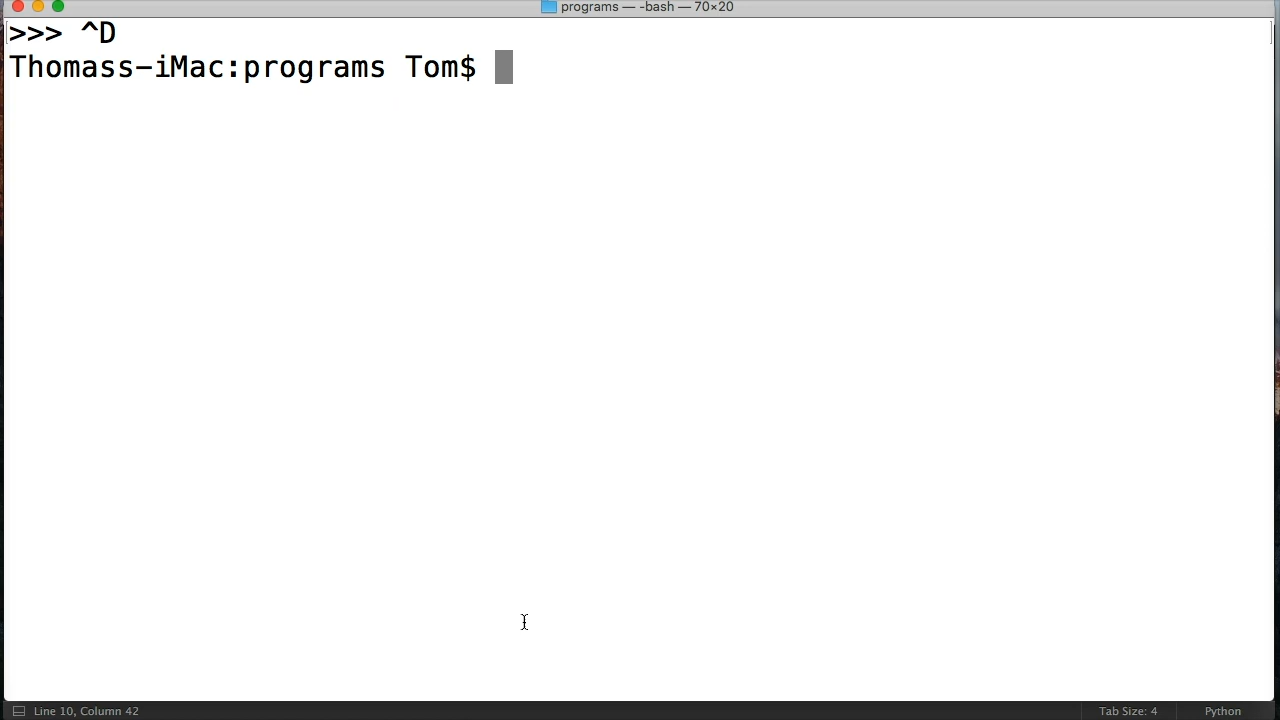 programs — -bash — 70×20
>>> ^D
Thomass-iMac:programs Tom$
Line 10, Column 42
Tab Size: 4
Python